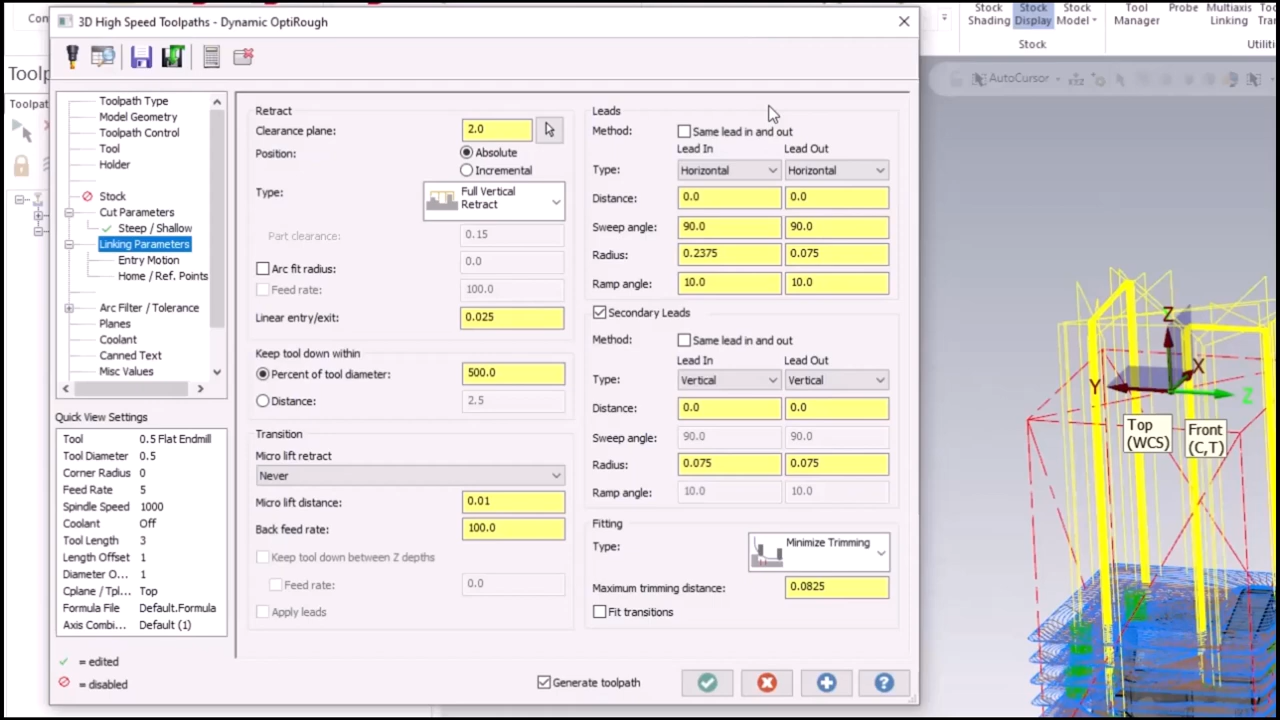 Con
3D High Speed Toolpaths - Dynamic OptiRough
Stock Shading
Stock Display
Stock Model
Tool Manager
Probe
Multiaxis Linking
Stock
AutoCursor
Toolpath Type
Model Geometry
Toolpath Control
Tool
Holder
Stock
Cut Parameters
Steep / Shallow
Linking Parameters
Entry Motion
Home / Ref. Points
Arc Filter / Tolerance
Planes
Coolant
Canned Text
Misc Values
Quick View Settings
Tool 0.5 Flat Endmill
Tool Diameter 0.5
Corner Radius 0
Feed Rate 5
Spindle Speed 1000
Coolant Off
Tool Length 3
Length Offset 1
Diameter O... 1
Cplane / Tpl... Top
Formula File Default.Formula
Axis Combi... Default (1)
= edited
= disabled
Retract
Clearance plane: 2.0
Position: Absolute
Incremental
Type: Full Vertical Retract
Part clearance: 0.15
Arc fit radius: 0.0
Feed rate: 100.0
Linear entry/exit: 0.025
Keep tool down within
Percent of tool diameter: 500.0
Distance: 2.5
Transition
Micro lift retract
Never
Micro lift distance: 0.01
Back feed rate: 100.0
Keep tool down between Z depths
Feed rate: 0.0
Apply leads
Leads
Method: Same lead in and out
Lead In Lead Out
Type: Horizontal Horizontal
Distance: 0.0 0.0
Sweep angle: 90.0 90.0
Radius: 0.2375 0.075
Ramp angle: 10.0 10.0
Secondary Leads
Method: Same lead in and out
Lead In Lead Out
Type: Vertical Vertical
Distance: 0.0 0.0
Sweep angle: 90.0 90.0
Radius: 0.075 0.075
Ramp angle: 10.0 10.0
Fitting
Type: Minimize Trimming
Maximum trimming distance: 0.0825
Fit transitions
Generate toolpath
Z
X
Y
Z
Top (WCS)
Front (C,T)